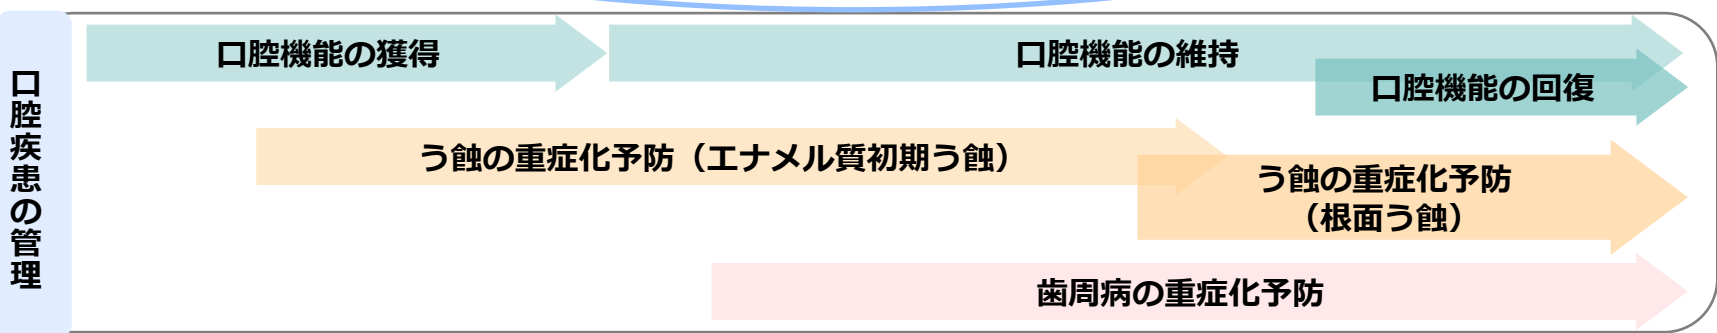 口腔疾患の管理
口腔機能の獲得
口腔機能の維持
口腔機能の回復
う蝕の重症化予防（エナメル質初期う蝕）
う蝕の重症化予防
（根面う蝕）
歯周病の重症化予防